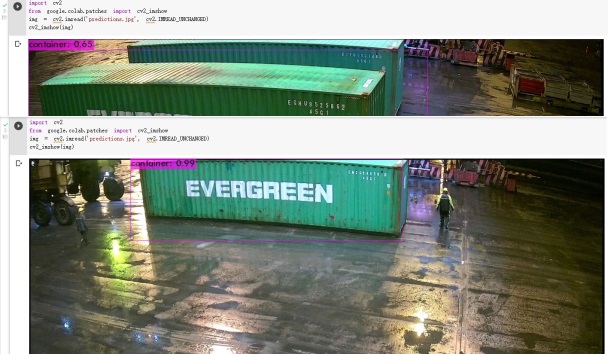 import cv2
from google.colab.patches import cv2_imshow
img = cv2.imread('predictions.jpg', cv2.IMREAD_UNCHANGED)
cv2_imshow(img)
container: 0.65
45G1
import cv2
from google.colab.patches import cv2_imshow
img = cv2.imread('predictions.jpg', cv2.IMREAD_UNCHANGED)
cv2_imshow(img)
container: 0.99
EVERGREEN